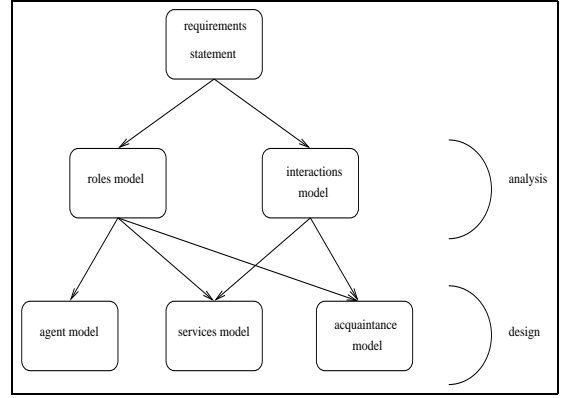 requirements
statement
roles model
interactions
model
analysis
agent model
services model
acquaintance
model
design